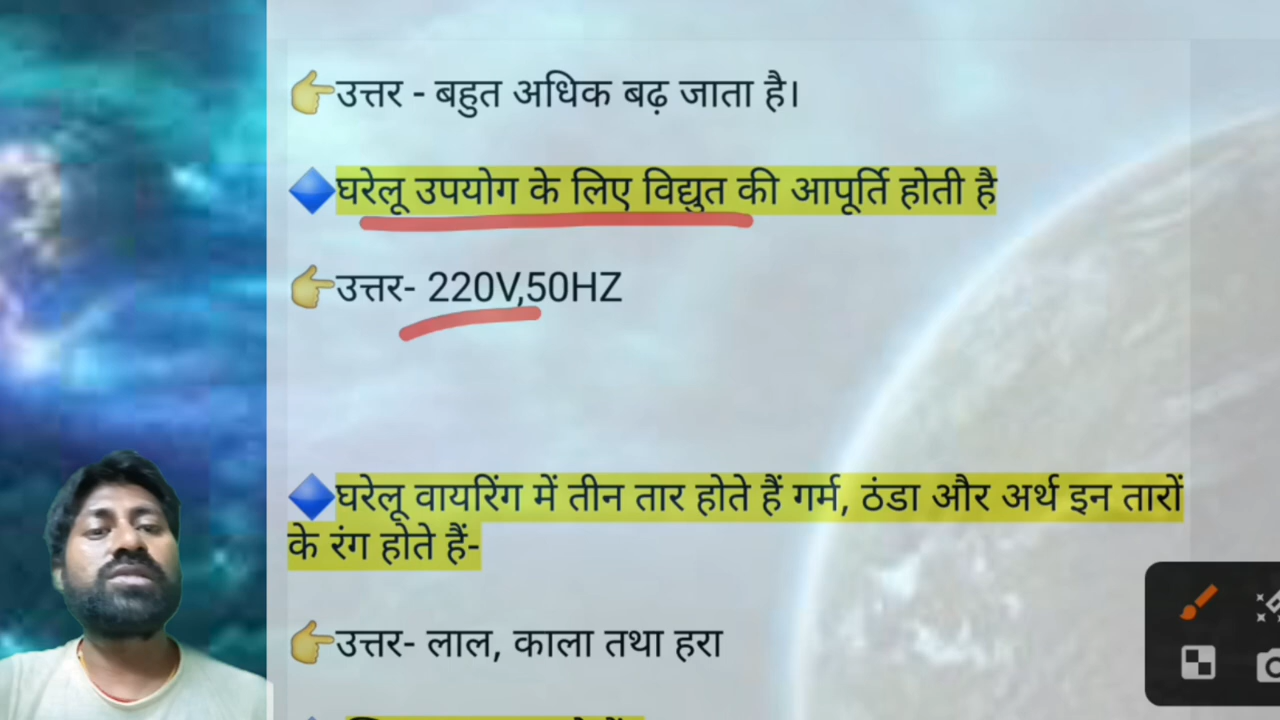 👉उत्तर - बहुत अधिक बढ़ जाता है।
🔷घरेलू उपयोग के लिए विद्युत की आपूर्ति होती है
👉उत्तर- 220V,50HZ
🔷घरेलू वायरिंग में तीन तार होते हैं गर्म, ठंडा और अर्थ इन तारों
के रंग होते हैं-
👉उत्तर- लाल, काला तथा हरा